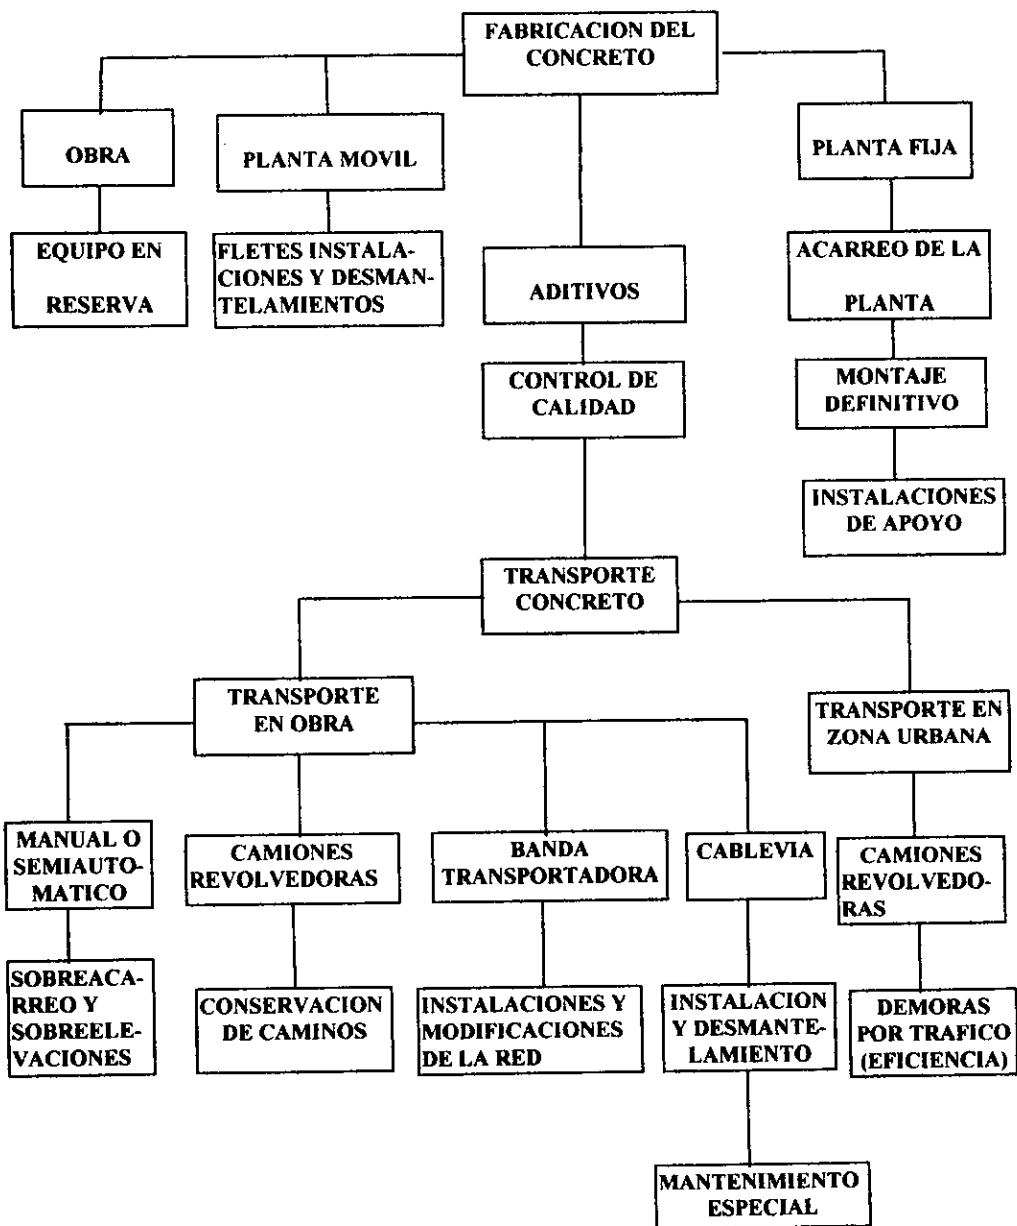 FABRICACION DEL
CONCRETO
OBRA
PLANTA MOVIL
PLANTA FIJA
EQUIPO EN
RESERVA
FLETES INSTALA-
CIONES Y DESMAN-
TELAMIENTOS
ADITIVOS
ACARREO DE LA
PLANTA
CONTROL DE
CALIDAD
MONTAJE
DEFINITIVO
INSTALACIONES
DE APOYO
TRANSPORTE
CONCRETO
TRANSPORTE
EN OBRA
TRANSPORTE EN
ZONA URBANA
MANUAL O
SEMIAUTO-
MATICO
CAMIONES
REVOLVEDORAS
BANDA
TRANSPORTADORA
CABLEVIA
CAMIONES
REVOLVEDO-
RAS
SOBREACA-
RREO Y
SOBREELE-
VACIONES
CONSERVACION
DE CAMINOS
INSTALACIONES Y
MODIFICACIONES
DE LA RED
INSTALACION
Y DESMANTE-
LAMIENTO
DEMORAS
POR TRAFICO
(EFICIENCIA)
MANTENIMIENTO
ESPECIAL